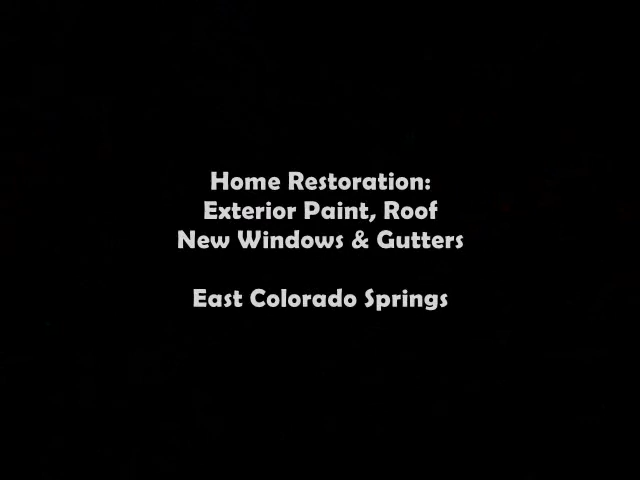 Home Restoration:
Exterior Paint, Roof
New Windows & Gutters
East Colorado Springs